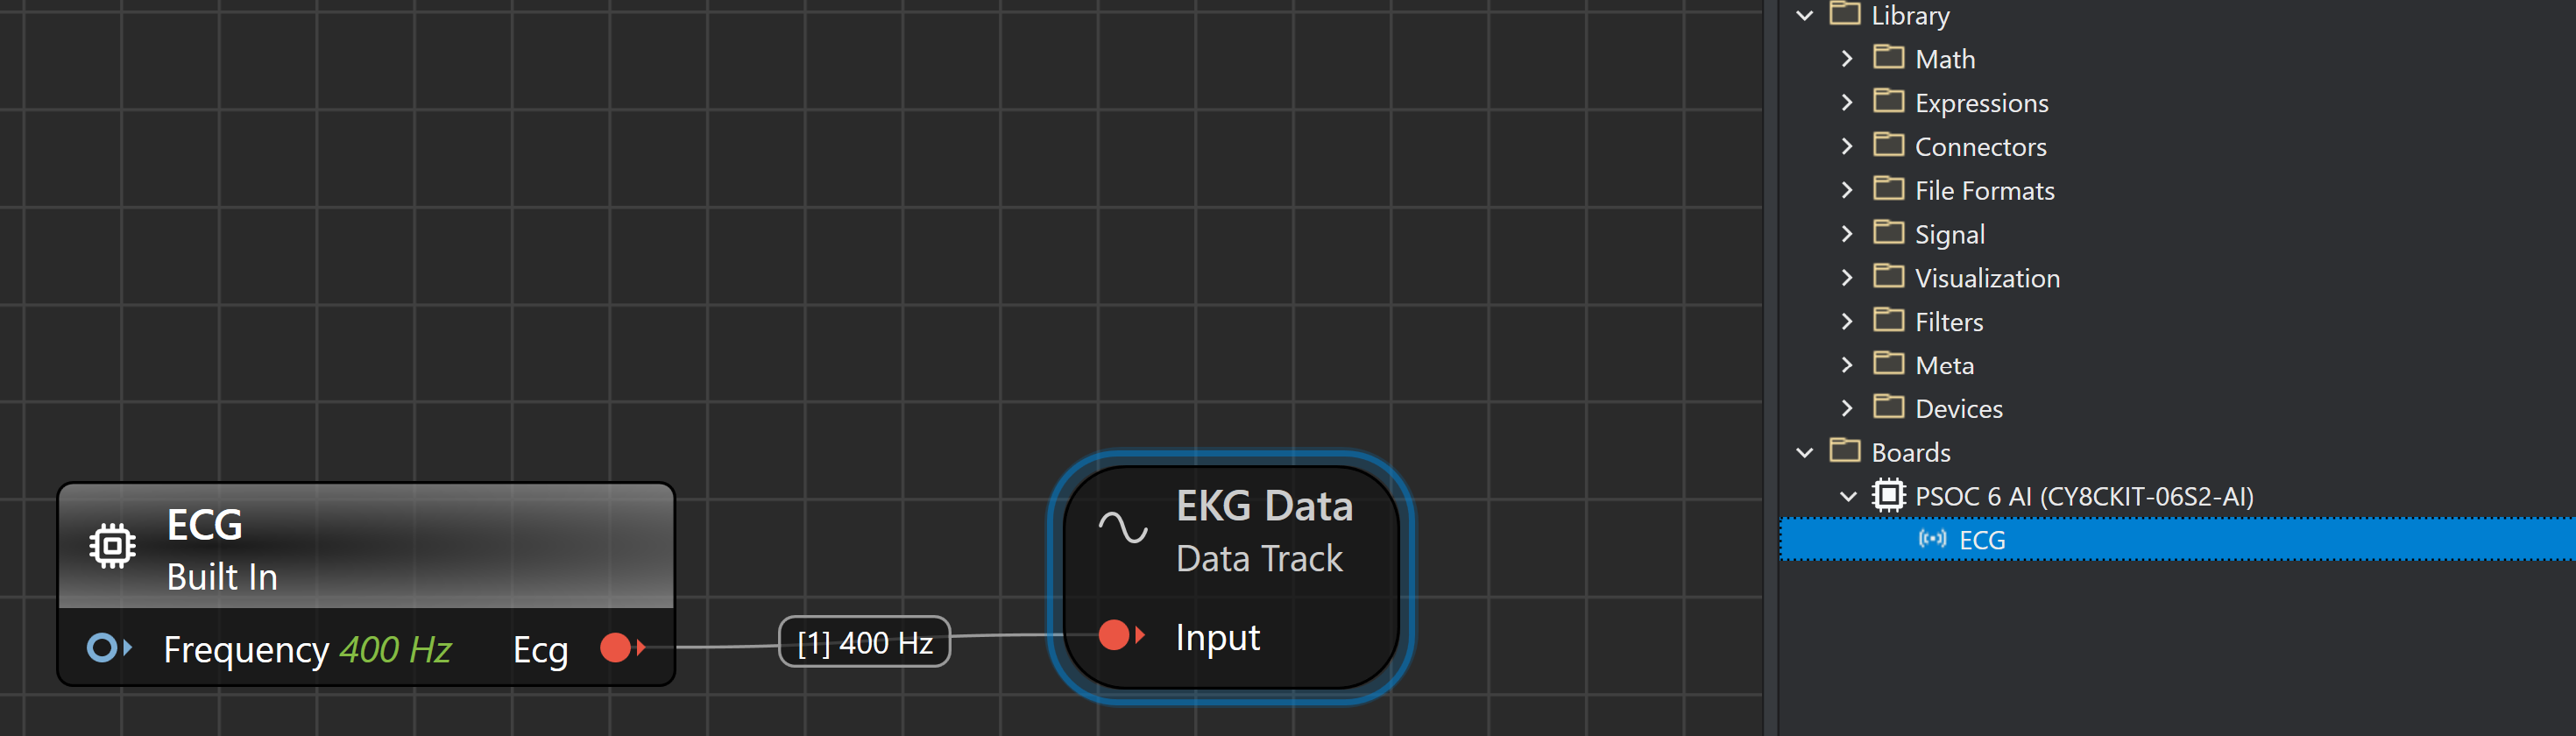 ECG
Built In
Frequency 400 Hz Ecg
[1] 400 Hz
EKG Data
Data Track
Input
Library
Math
Expressions
Connectors
File Formats
Signal
Visualization
Filters
Meta
Devices
Boards
PSOC 6 AI (CY8CKIT-06S2-AI)
ECG